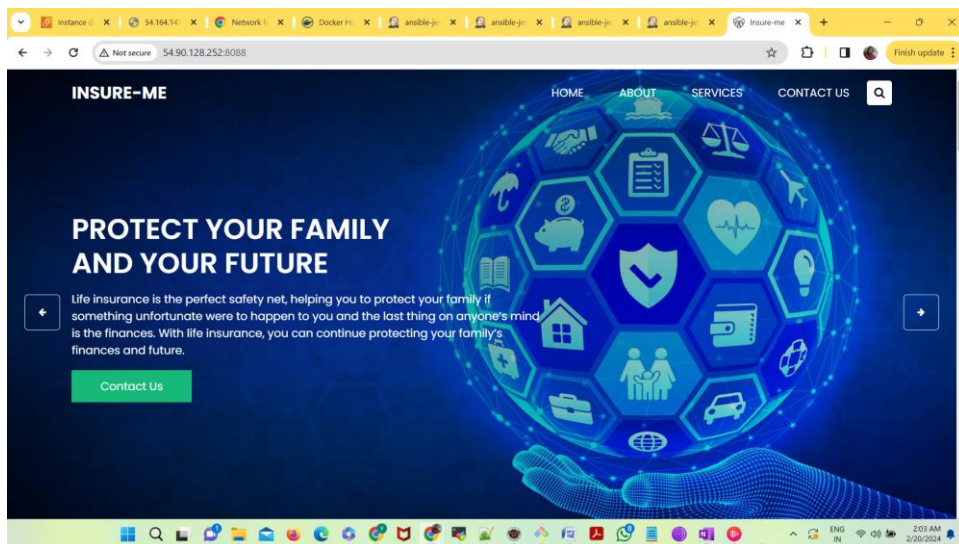 Instance d
54.164.14
Network f
Docker H
ansible-je
ansible-je
ansible-je
ansible-je
Insure-me
Not secure
54.90.128.252:8088
Finish update
INSURE-ME
HOME
ABOUT
SERVICES
CONTACT US
PROTECT YOUR FAMILY
AND YOUR FUTURE
Life insurance is the perfect safety net, helping you to protect your family if
something unfortunate were to happen to you and the last thing on anyone's mind
is the finances. With life insurance, you can continue protecting your family's
finances and future.
Contact Us
ENG
IN
2:03 AM
2/20/2024